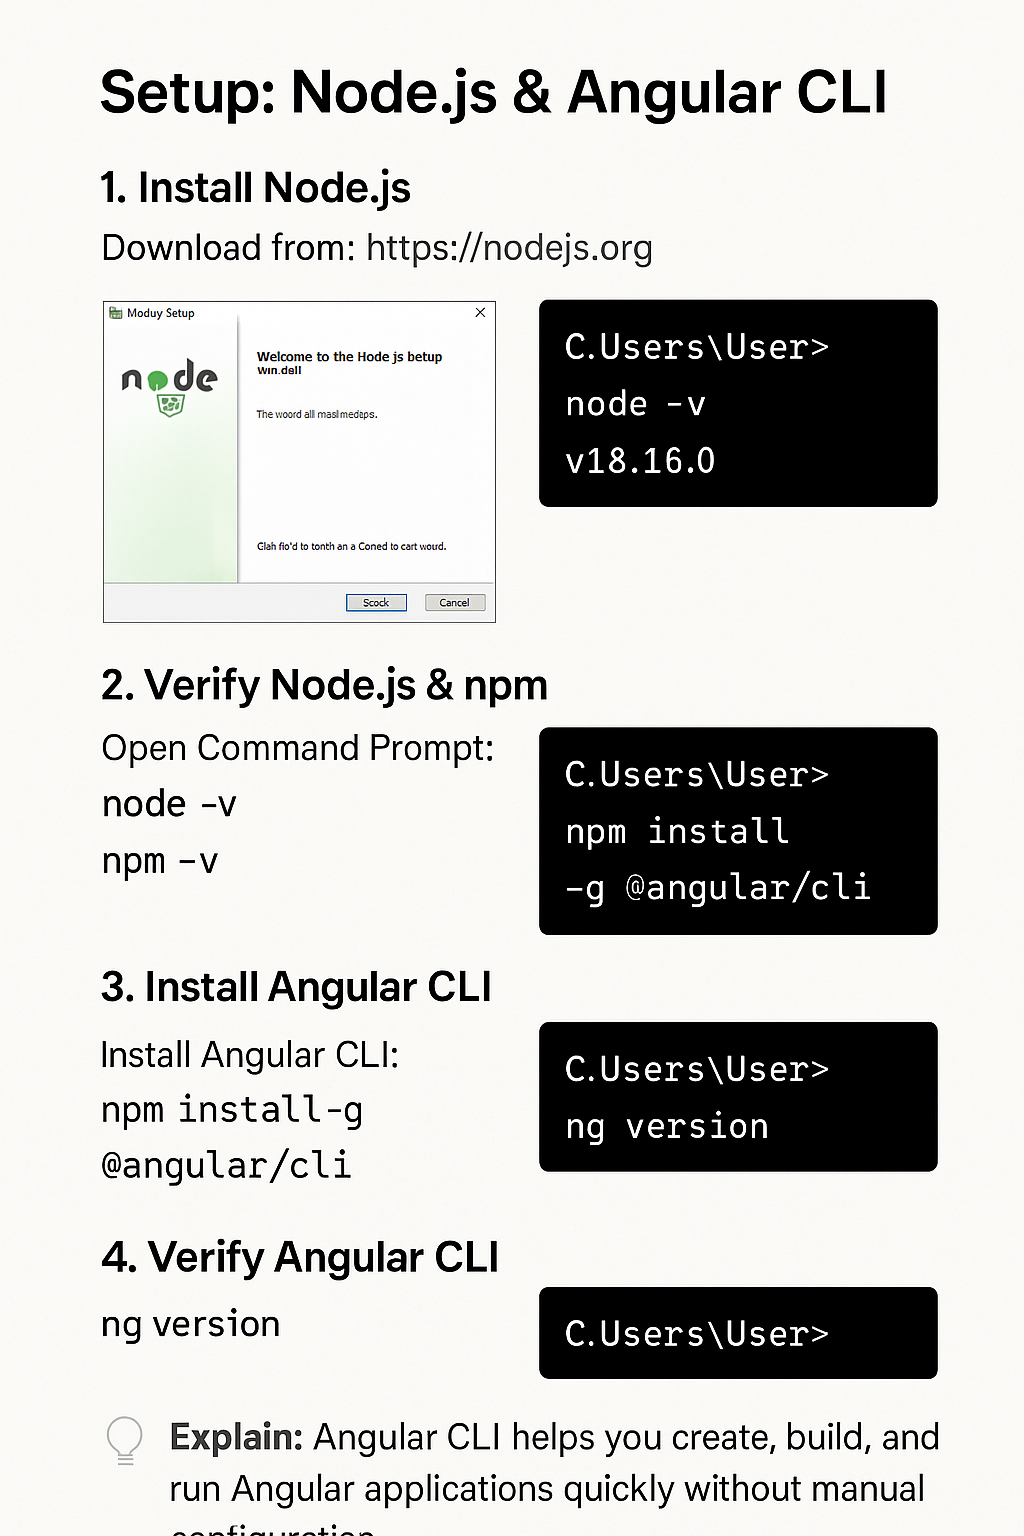 Setup: Node.js & Angular CLI
1. Install Node.js
Download from: https://nodejs.org
Moduy Setup
node
Welcome to the Hode js betup
wın.dell
The woord all maslmedaps.
Glah fio'd to tonth an a Coned to cart wourd.
Scock
Cancel
C.Users\User>
node -v
v18.16.0
2. Verify Node.js & npm
Open Command Prompt:
node -v
npm -v
C.Users\User>
npm install
-g @angular/cli
3. Install Angular CLI
Install Angular CLI:
npm install-g
@angular/cli
C.Users\User>
ng version
4. Verify Angular CLI
ng version
C.Users\User>
Explain: Angular CLI helps you create, build, and
run Angular applications quickly without manual
configuration